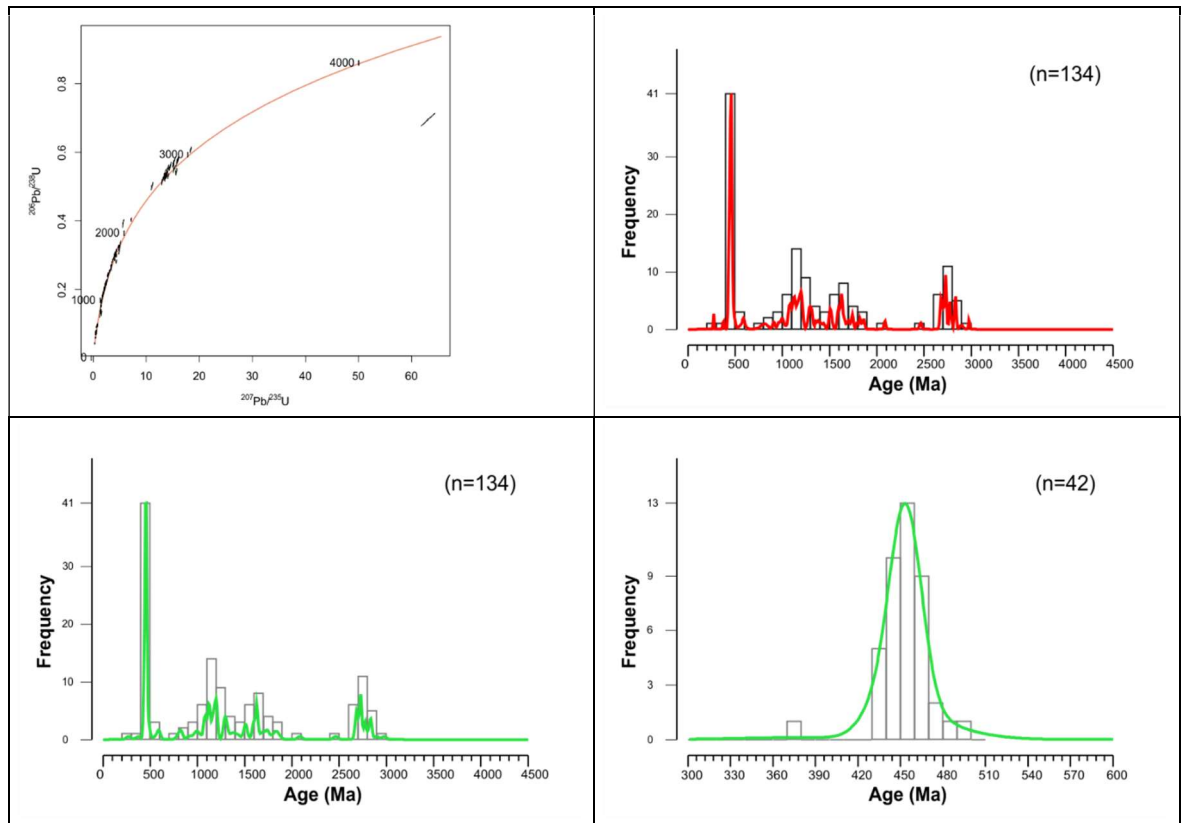 4000
3000
2000
1000
0
0.2
0.4
0.6
0.8
²⁰⁶Pb/²³⁸U
0 10 20 30 40 50 60
²⁰⁷Pb/²³⁵U
(n=134)
41
30
20
10
0
Frequency
0 500 1000 1500 2000 2500 3000 3500 4000 4500
Age (Ma)
(n=134)
41
30
20
10
0
Frequency
0 500 1000 1500 2000 2500 3000 3500 4000 4500
Age (Ma)
(n=42)
13
9
6
3
0
Frequency
300 330 360 390 420 450 480 510 540 570 600
Age (Ma)